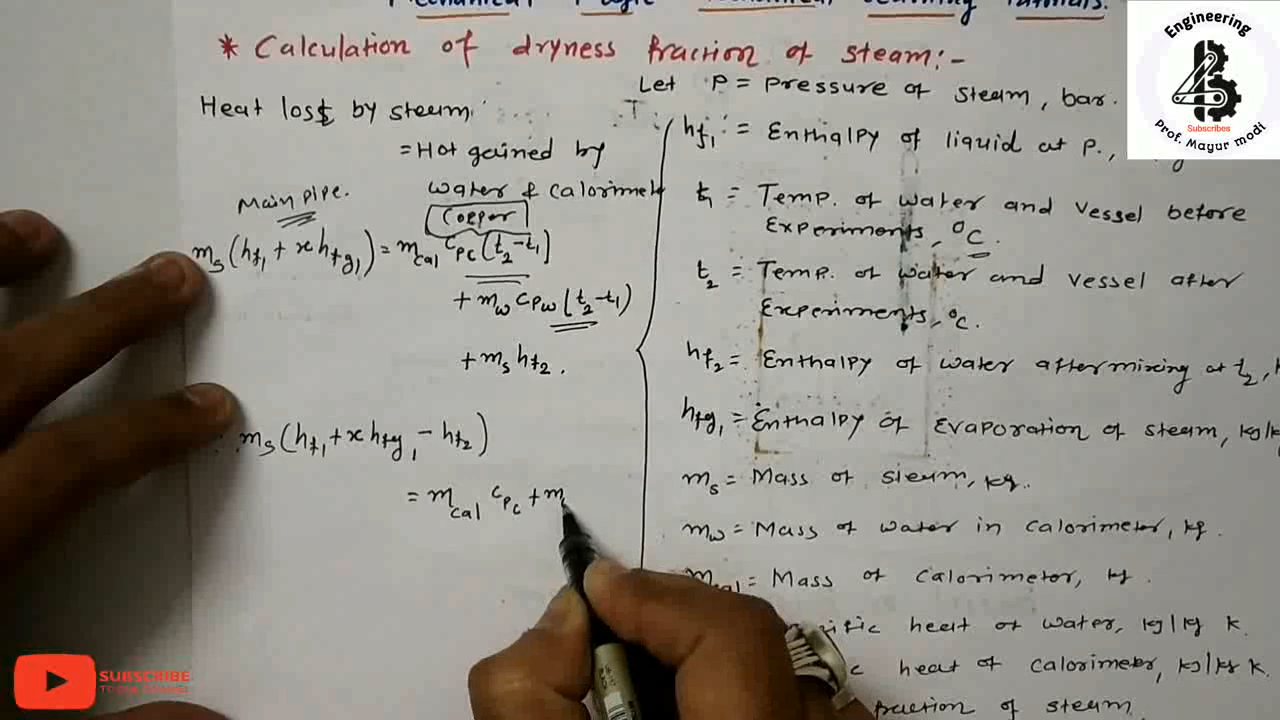 * Calculation of dryness fraction of steam:-
Heat loss by steam
= Hot gained by
water & calorimeter
Main pipe.
Copper
ms(hf1 + x hfg1) = mcal cpc (t2-t1)
+ mw cpw (t2-t1)
+ ms hf2.
∴ ms(hf1 + x hfg1 - hf2)
= mcal cpc + m
Let P = Pressure of steam, bar.
hf1 = Enthalpy of liquid at P.,
t1 = Temp. of water and vessel before
Experiments, °C.
t2 = Temp. of water and vessel after
Experiments, °C.
hf2 = Enthalpy of water after mixing at t2,
hfg1 = Enthalpy of Evaporation of steam, kj/k
ms = Mass of steam, kg.
mw = Mass of water in calorimeter, kg.
= Mass of calorimeter, kg.
heat of water, kj/kg k.
heat of calorimeter, kj/kg k.
fraction of steam.
Engineering
Subscribes
Prof. Mayur modi
SUBSCRIBE